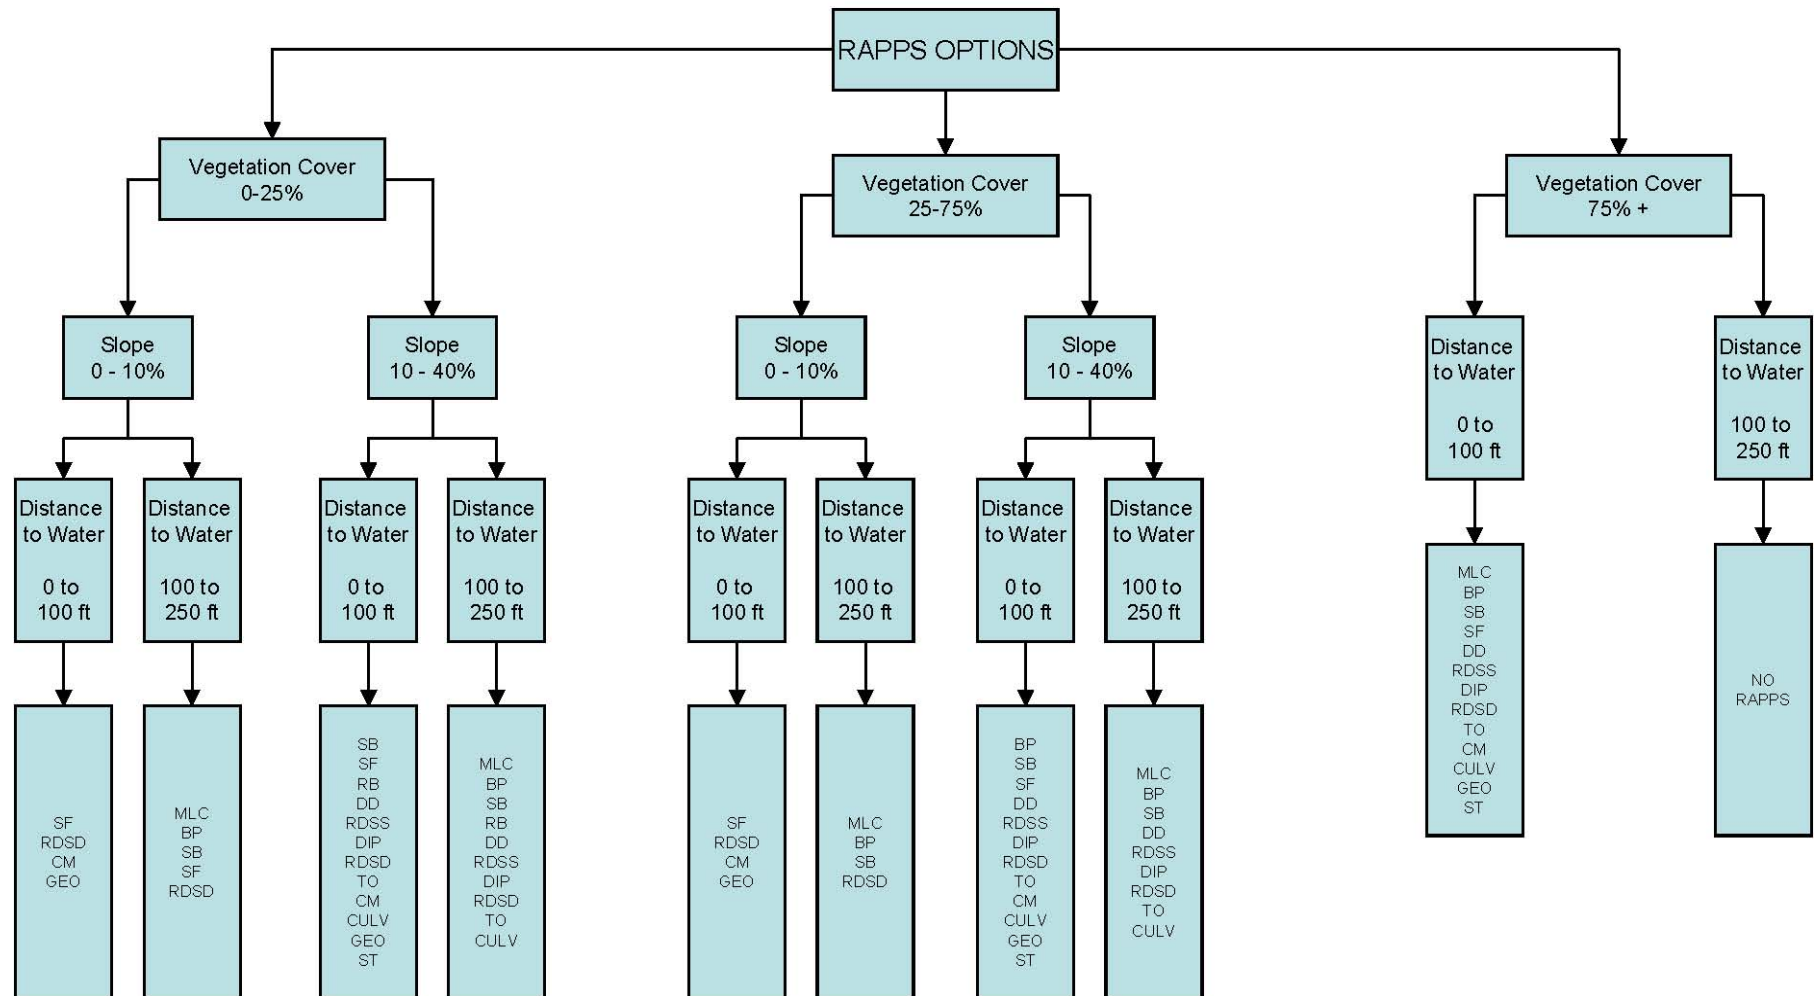 RAPPS OPTIONS
Vegetation Cover
0-25%
Vegetation Cover
25-75%
Vegetation Cover
75% +
Slope
0 - 10%
Slope
10 - 40%
Slope
0 - 10%
Slope
10 - 40%
Distance
to Water
0 to
100 ft
Distance
to Water
100 to
250 ft
Distance
to Water
0 to
100 ft
Distance
to Water
100 to
250 ft
Distance
to Water
0 to
100 ft
Distance
to Water
100 to
250 ft
Distance
to Water
0 to
100 ft
Distance
to Water
100 to
250 ft
Distance
to Water
0 to
100 ft
Distance
to Water
100 to
250 ft
SF
RDSD
CM
GEO
MLC
BP
SB
SF
RDSD
SB
SF
RB
DD
RDSS
DIP
RDSD
TO
CM
CULV
GEO
ST
MLC
BP
SB
RB
DD
RDSS
DIP
RDSD
TO
CULV
SF
RDSD
CM
GEO
MLC
BP
SB
RDSD
BP
SB
SF
DD
RDSS
DIP
RDSD
TO
CM
CULV
GEO
ST
MLC
BP
SB
DD
RDSS
DIP
RDSD
TO
CULV
MLC
BP
SB
SF
DD
RDSS
DIP
RDSD
TO
CM
CULV
GEO
ST
NO
RAPPS